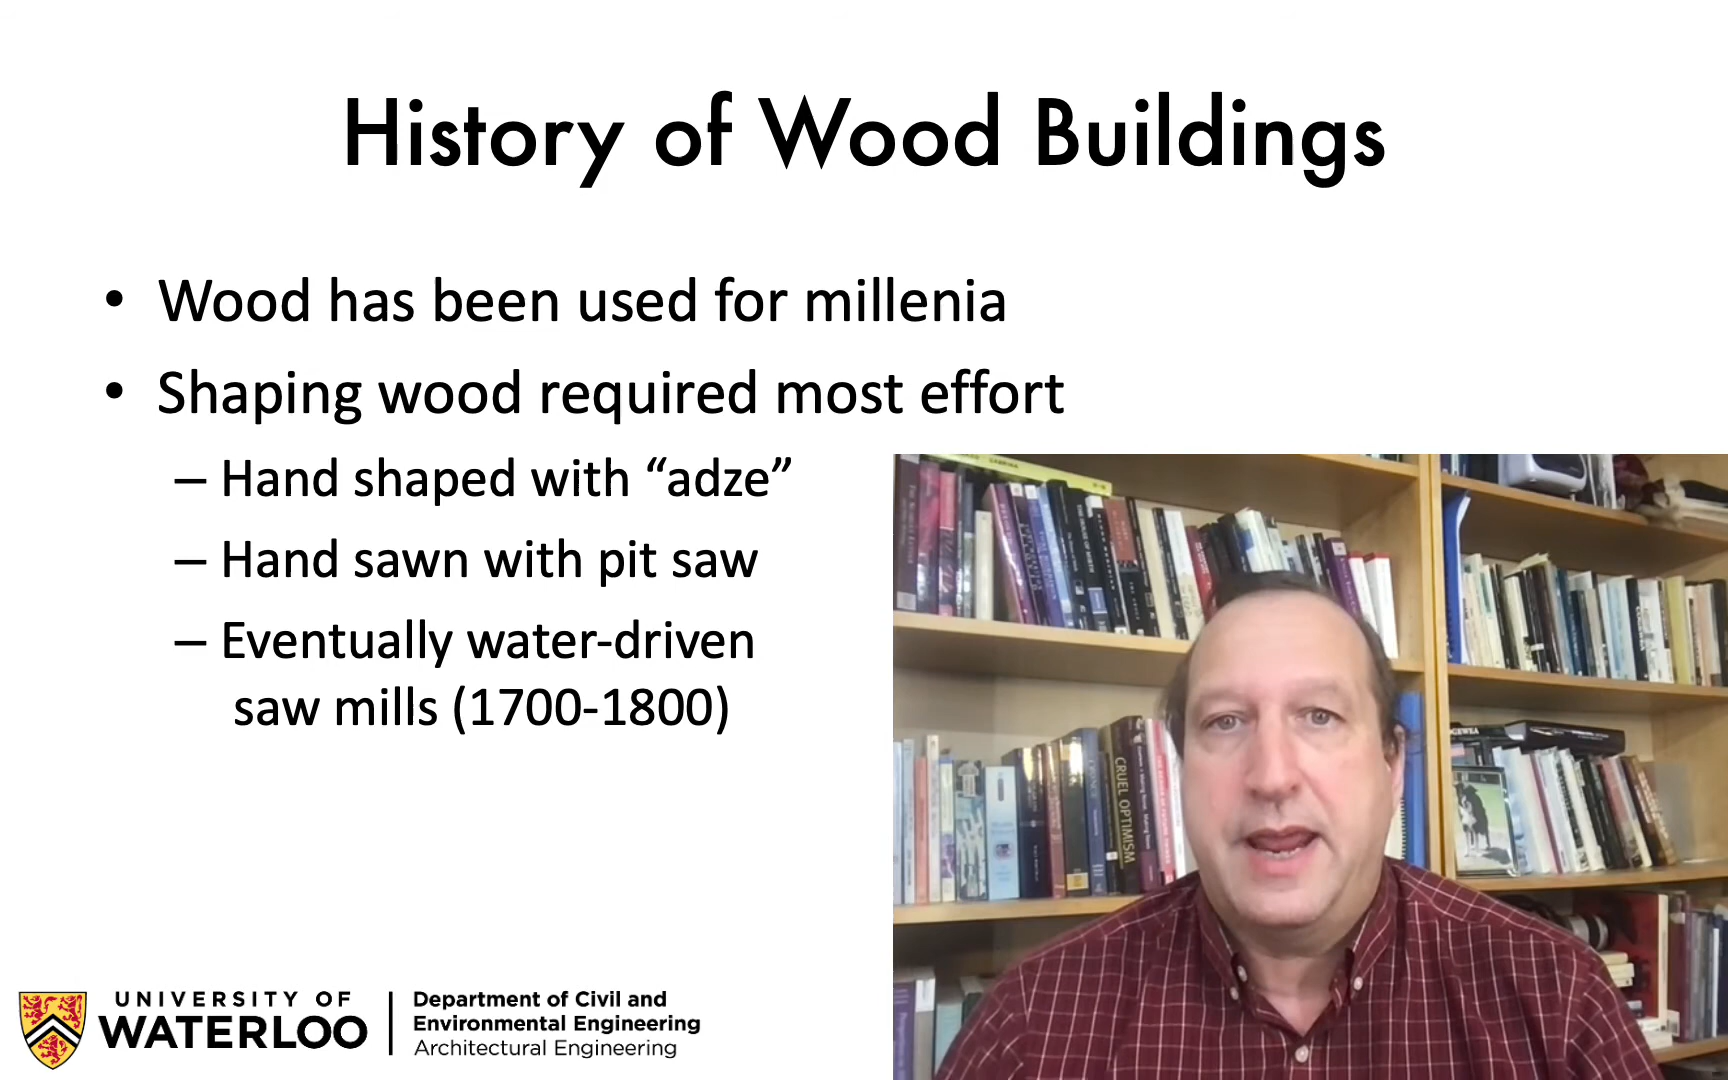 History of Wood Buildings
• Wood has been used for millenia
• Shaping wood required most effort
– Hand shaped with “adze”
– Hand sawn with pit saw
– Eventually water-driven
saw mills (1700-1800)
CRUEL OPTIMISM
UNIVERSITY OF
WATERLOO
Department of Civil and
Environmental Engineering
Architectural Engineering